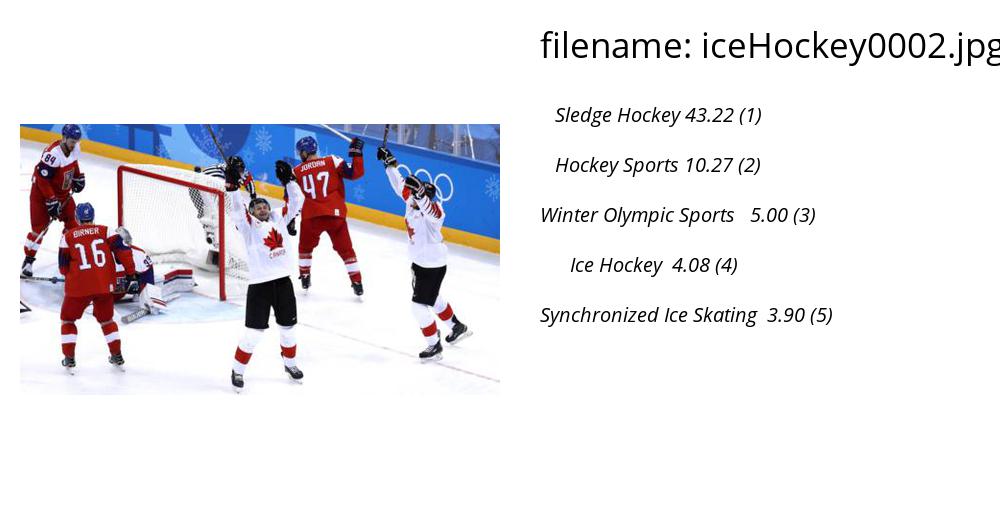 filename: iceHockey0002.jpg
Sledge Hockey 43.22 (1)
Hockey Sports 10.27 (2)
Winter Olympic Sports 5.00 (3)
Ice Hockey 4.08 (4)
Synchronized Ice Skating 3.90 (5)
84
JORDAN
47
BIRNER
16
CANADA